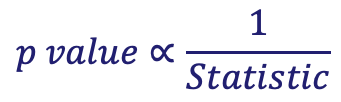 p value ∝ 1 / Statistic